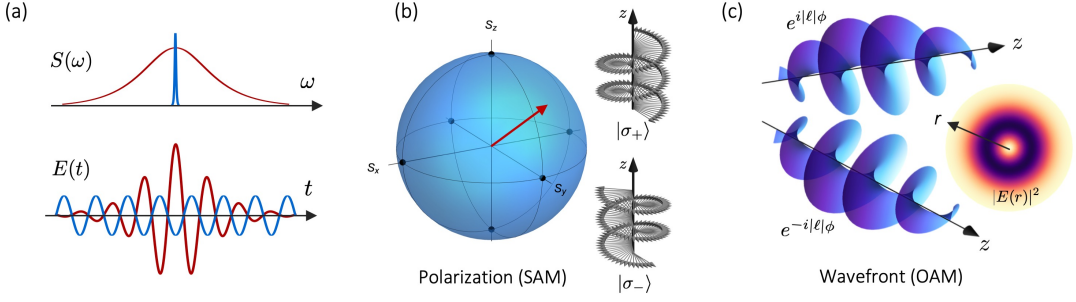 (a)
S(ω)
ω
E(t)
t
(b)
S_z
S_x
S_y
z
|σ₊⟩
z
|σ₋⟩
Polarization (SAM)
(c)
e^{i|ℓ|ϕ}
z
r
|E(r)|²
e^{-i|ℓ|ϕ}
z
Wavefront (OAM)